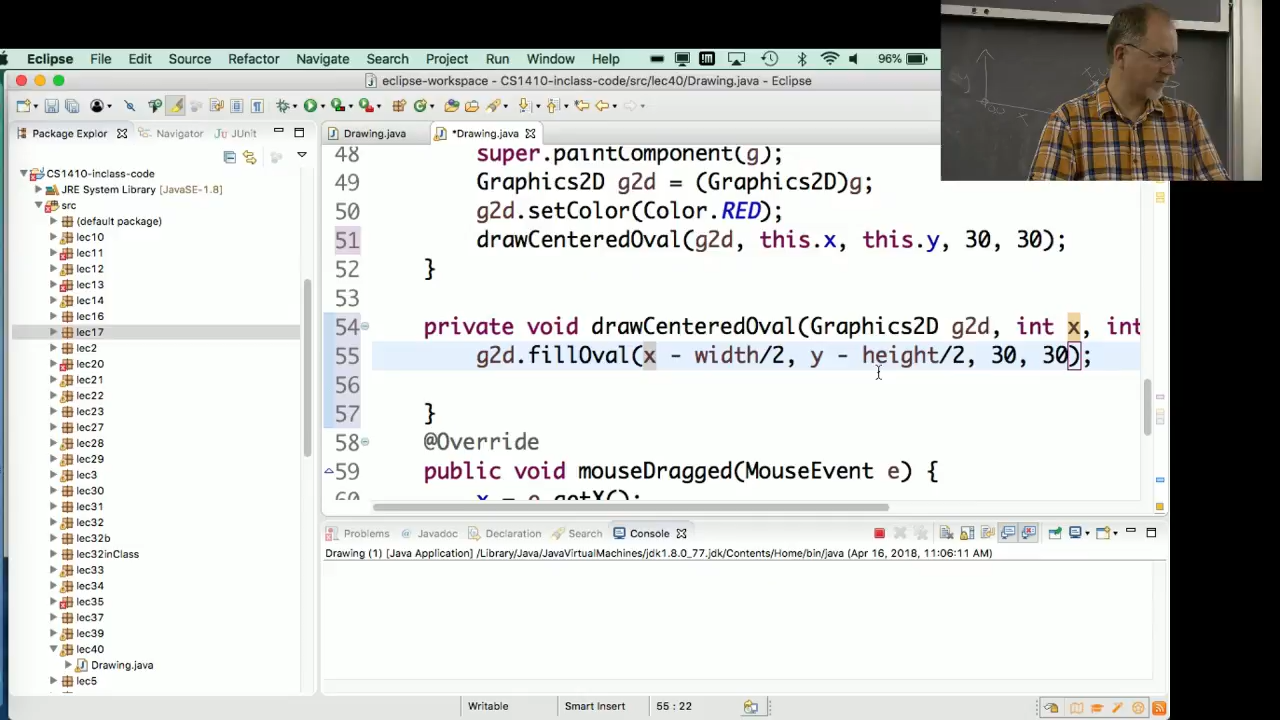 Eclipse File Edit Source Refactor Navigate Search Project Run Window Help 96%
eclipse-workspace - CS1410-inclass-code/src/lec40/Drawing.java - Eclipse
Package Explor Navigator JUnit
Drawing.java *Drawing.java
CS1410-inclass-code
JRE System Library [JavaSE-1.8]
src
(default package)
lec10
lec11
lec12
lec13
lec14
lec16
lec17
lec2
lec20
lec21
lec22
lec23
lec27
lec28
lec29
lec3
lec30
lec31
lec32
lec32b
lec32inClass
lec33
lec34
lec35
lec37
lec39
lec40
Drawing.java
lec5
48 super.paintComponent(g);
49 Graphics2D g2d = (Graphics2D)g;
50 g2d.setColor(Color.RED);
51 drawCenteredOval(g2d, this.x, this.y, 30, 30);
52 }
53
54 private void drawCenteredOval(Graphics2D g2d, int x, int
55 g2d.fillOval(x - width/2, y - height/2, 30, 30);
56
57 }
58 @Override
59 public void mouseDragged(MouseEvent e) {
60 x = e.getX();
Problems Javadoc Declaration Search Console
Drawing (1) [Java Application] /Library/Java/JavaVirtualMachines/jdk1.8.0_77.jdk/Contents/Home/bin/java (Apr 16, 2018, 11:06:11 AM)
Writable Smart Insert 55 : 22